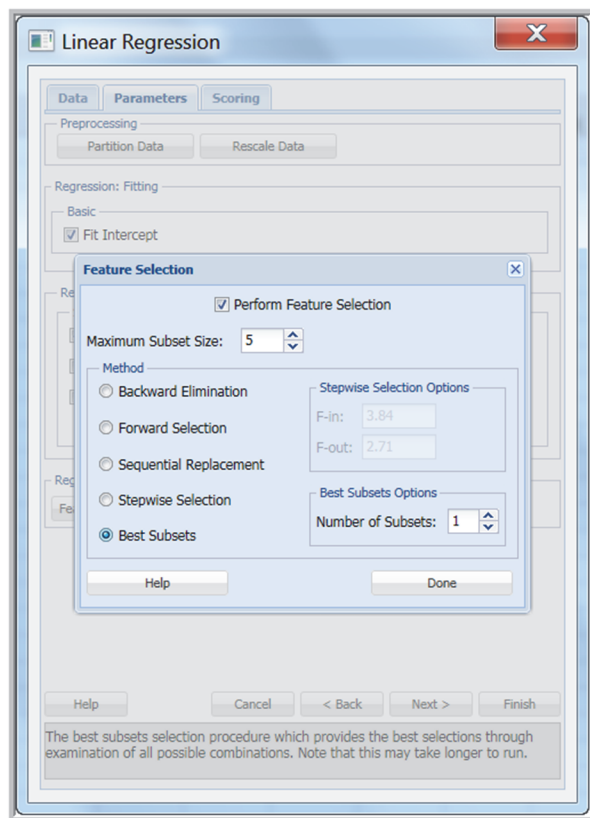 Linear Regression
X
Data Parameters Scoring
Preprocessing
Partition Data Rescale Data
Regression: Fitting
Basic
Fit Intercept
Feature Selection
Re
Perform Feature Selection
Maximum Subset Size: 5
Method
Backward Elimination
Forward Selection
Sequential Replacement
Stepwise Selection
Best Subsets
Stepwise Selection Options
F-in: 3.84
F-out: 2.71
Best Subsets Options
Number of Subsets: 1
Reg
Fe
Help Done
Help Cancel < Back Next > Finish
The best subsets selection procedure which provides the best selections through
examination of all possible combinations. Note that this may take longer to run.